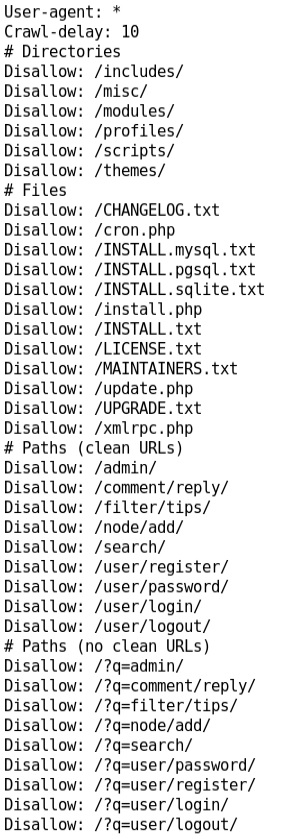 User-agent: *
Crawl-delay: 10
# Directories
Disallow: /includes/
Disallow: /misc/
Disallow: /modules/
Disallow: /profiles/
Disallow: /scripts/
Disallow: /themes/
# Files
Disallow: /CHANGELOG.txt
Disallow: /cron.php
Disallow: /INSTALL.mysql.txt
Disallow: /INSTALL.pgsql.txt
Disallow: /INSTALL.sqlite.txt
Disallow: /install.php
Disallow: /INSTALL.txt
Disallow: /LICENSE.txt
Disallow: /MAINTAINERS.txt
Disallow: /update.php
Disallow: /UPGRADE.txt
Disallow: /xmlrpc.php
# Paths (clean URLs)
Disallow: /admin/
Disallow: /comment/reply/
Disallow: /filter/tips/
Disallow: /node/add/
Disallow: /search/
Disallow: /user/register/
Disallow: /user/password/
Disallow: /user/login/
Disallow: /user/logout/
# Paths (no clean URLs)
Disallow: /?q=admin/
Disallow: /?q=comment/reply/
Disallow: /?q=filter/tips/
Disallow: /?q=node/add/
Disallow: /?q=search/
Disallow: /?q=user/password/
Disallow: /?q=user/register/
Disallow: /?q=user/login/
Disallow: /?q=user/logout/